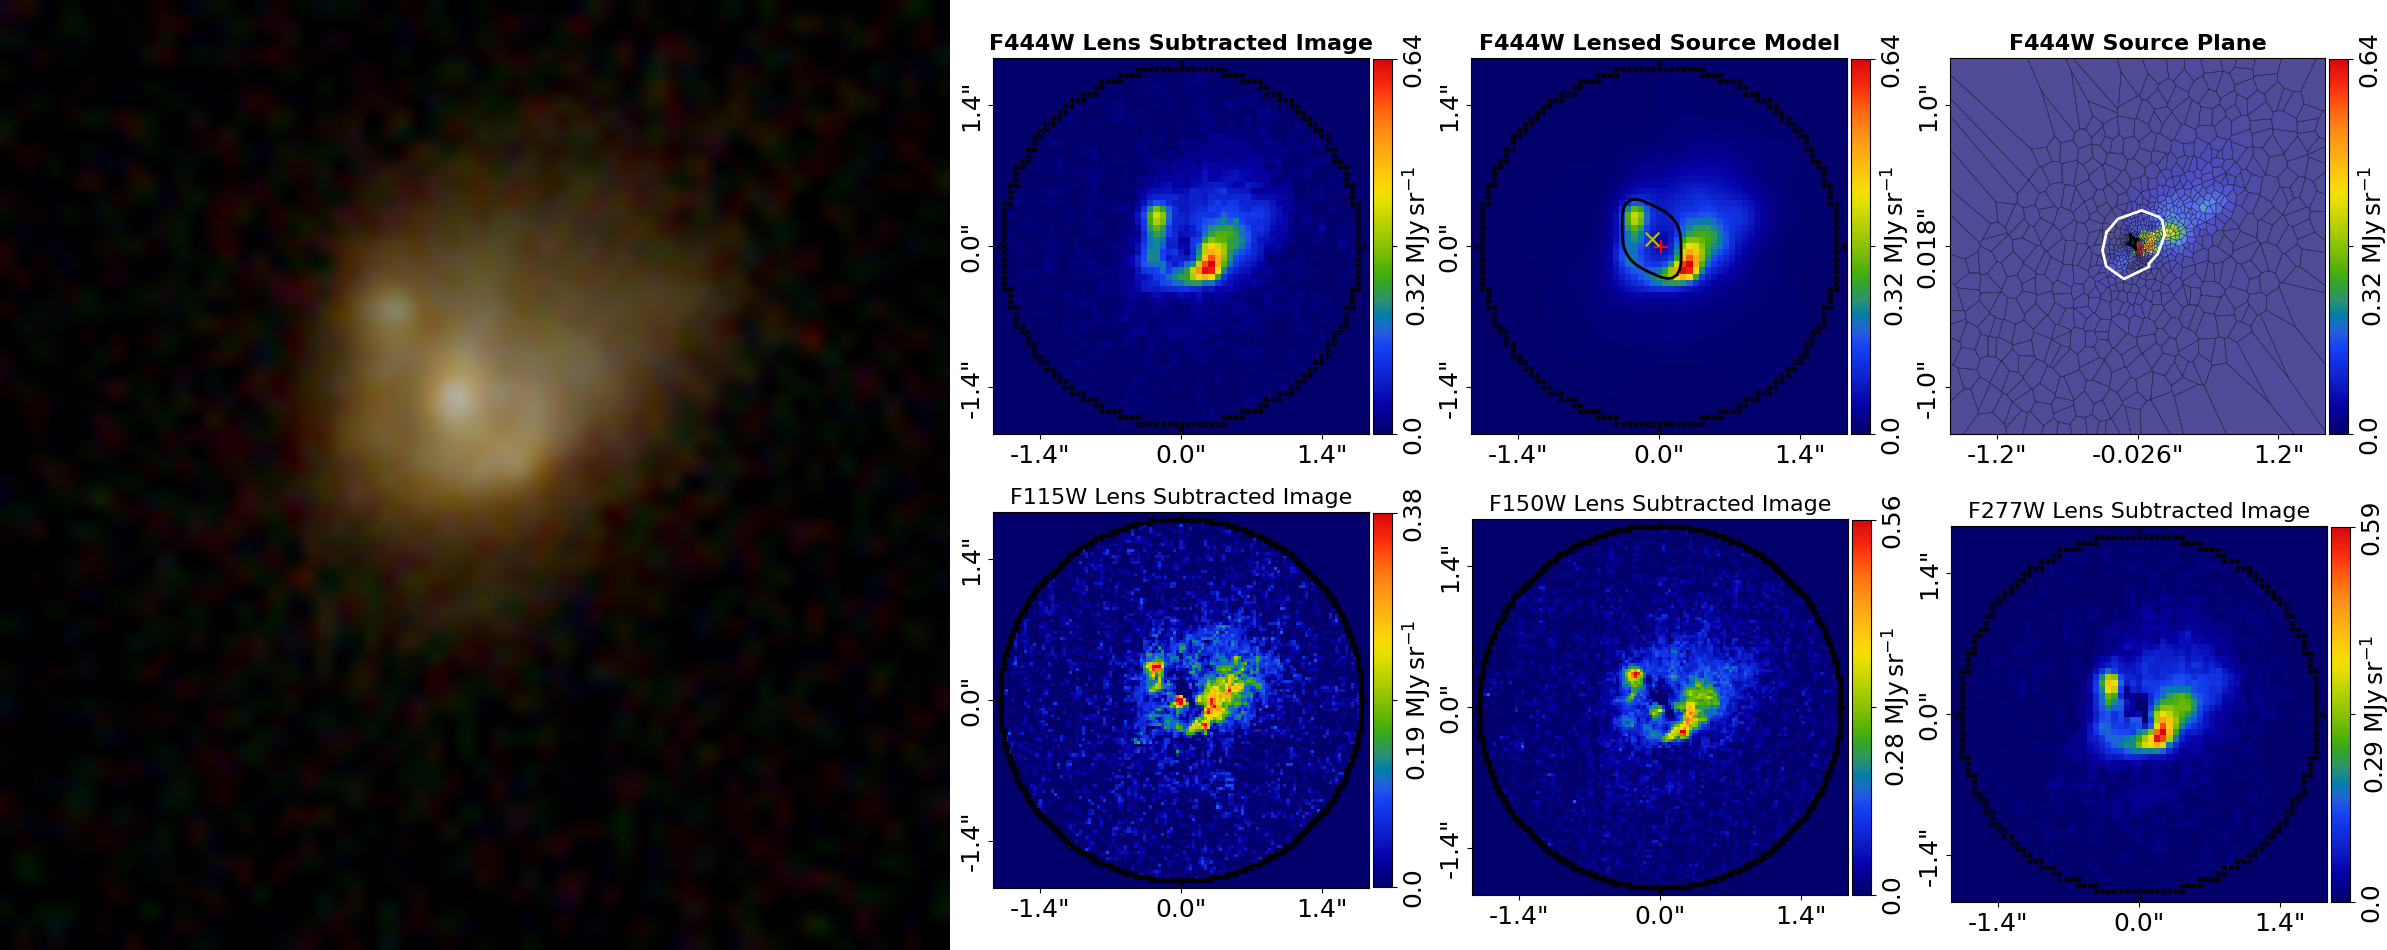 F444W Lens Subtracted Image
1.4"
0.0"
-1.4"
-1.4" 0.0" 1.4"
0.64
0.32 MJy sr−1
0.0
F444W Lensed Source Model
1.4"
0.0"
-1.4"
-1.4" 0.0" 1.4"
0.64
0.32 MJy sr−1
0.0
F444W Source Plane
1.0"
0.018"
-1.0"
-1.2" -0.026" 1.2"
0.64
0.32 MJy sr−1
0.0
F115W Lens Subtracted Image
1.4"
0.0"
-1.4"
-1.4" 0.0" 1.4"
0.38
0.19 MJy sr−1
0.0
F150W Lens Subtracted Image
1.4"
0.0"
-1.4"
-1.4" 0.0" 1.4"
0.56
0.28 MJy sr−1
0.0
F277W Lens Subtracted Image
1.4"
0.0"
-1.4"
-1.4" 0.0" 1.4"
0.59
0.29 MJy sr−1
0.0